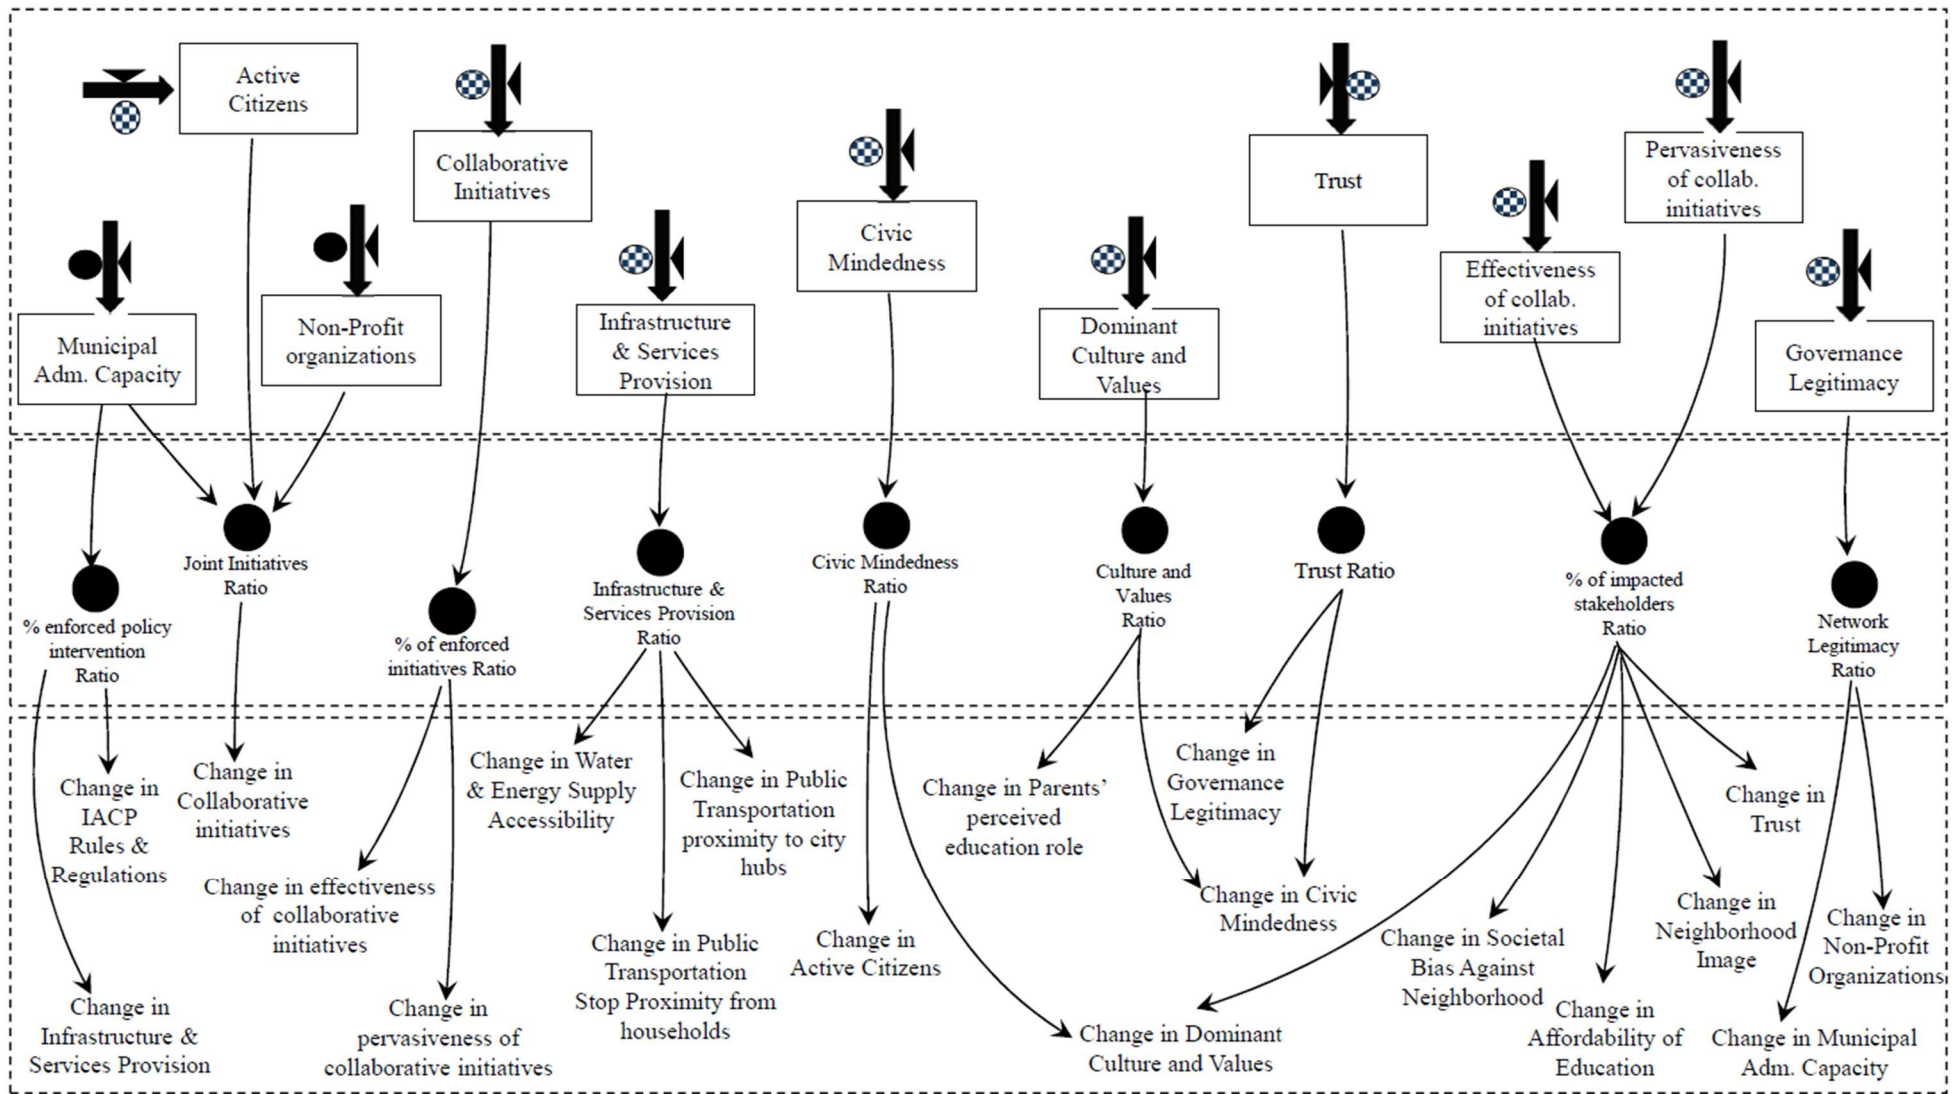 Active
Citizens
Collaborative
Initiatives
Civic
Mindedness
Trust
Pervasiveness
of collab.
initiatives
Municipal
Adm. Capacity
Non-Profit
organizations
Infrastructure
& Services
Provision
Dominant
Culture and
Values
Effectiveness
of collab.
initiatives
Governance
Legitimacy
% enforced policy
intervention
Ratio
Joint Initiatives
Ratio
% of enforced
initiatives Ratio
Infrastructure &
Services Provision
Ratio
Civic Mindedness
Ratio
Culture and
Values
Ratio
Trust Ratio
% of impacted
stakeholders
Ratio
Network
Legitimacy
Ratio
Change in
IACP
Rules &
Regulations
Change in
Collaborative
initiatives
Change in Water
& Energy Supply
Accessibility
Change in Public
Transportation
proximity to city
hubs
Change in Parents'
perceived
education role
Change in
Governance
Legitimacy
Change in
Trust
Change in effectiveness
of collaborative
initiatives
Change in Civic
Mindedness
Change in
Neighborhood
Image
Change in
Non-Profit
Organizations
Change in Public
Transportation
Stop Proximity from
households
Change in
Active Citizens
Change in Societal
Bias Against
Neighborhood
Change in
Infrastructure &
Services Provision
Change in
pervasiveness of
collaborative initiatives
Change in Dominant
Culture and Values
Change in
Affordability of
Education
Change in Municipal
Adm. Capacity